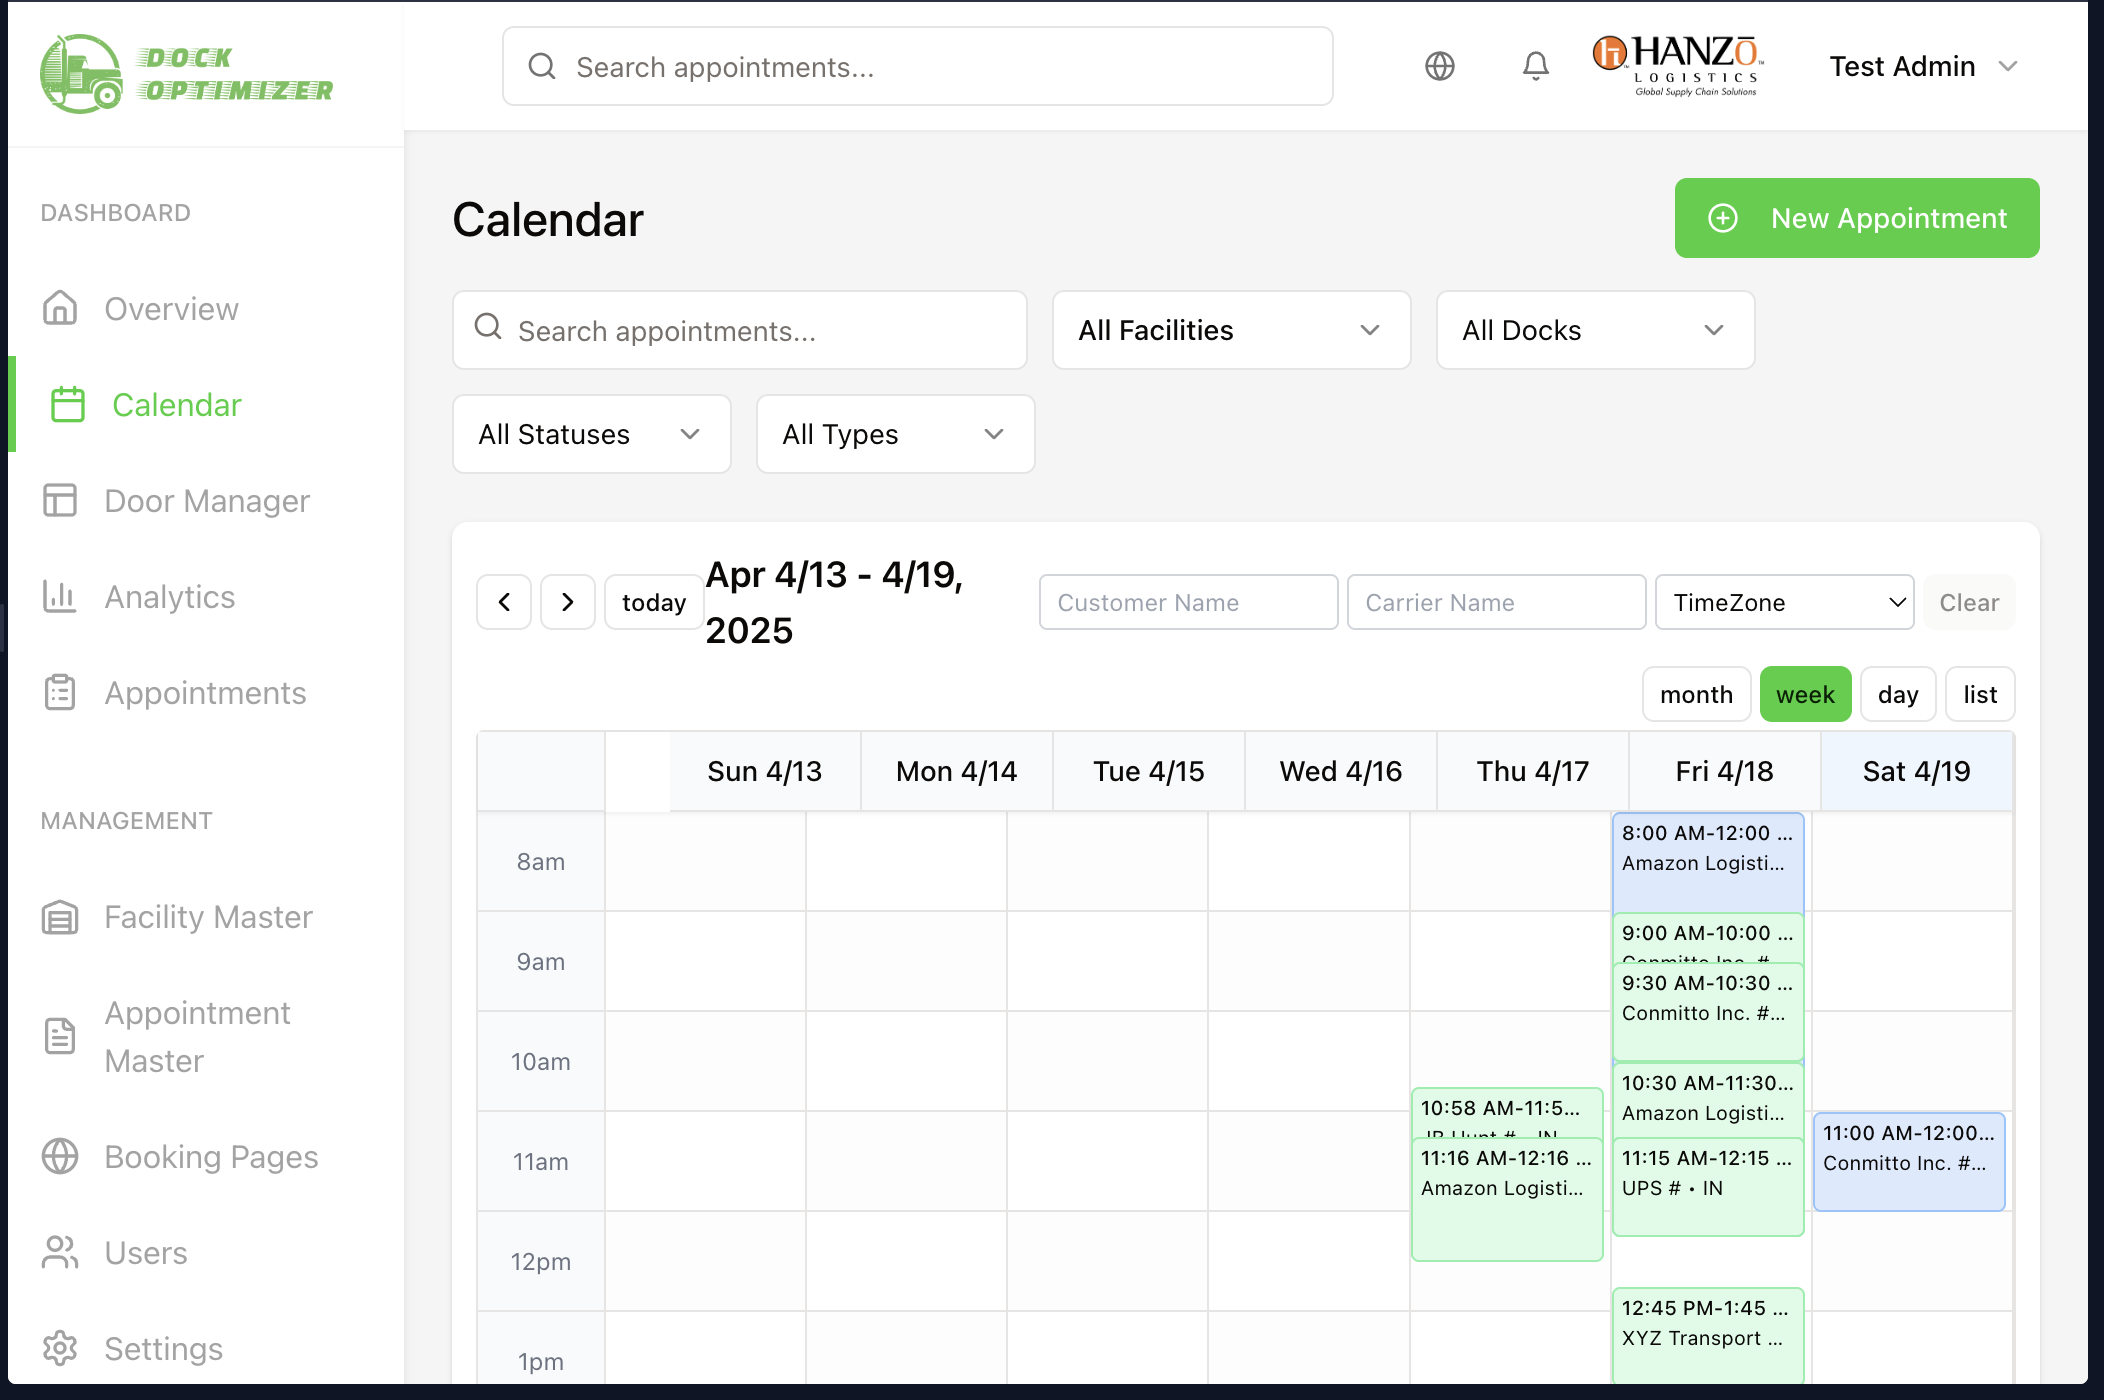 DOCK
OPTIMIZER
Search appointments...
HANZŌ
LOGISTICS
Global Supply Chain Solutions
Test Admin
DASHBOARD
Overview
Calendar
Door Manager
Analytics
Appointments
MANAGEMENT
Facility Master
Appointment
Master
Booking Pages
Users
Settings
Calendar
New Appointment
Search appointments...
All Facilities
All Docks
All Statuses
All Types
today
Apr 4/13 - 4/19,
2025
Customer Name
Carrier Name
TimeZone
Clear
month
week
day
list
Sun 4/13
Mon 4/14
Tue 4/15
Wed 4/16
Thu 4/17
Fri 4/18
Sat 4/19
8am
9am
10am
11am
12pm
1pm
10:58 AM-11:5...
JB Hunt # • IN
11:16 AM-12:16 ...
Amazon Logisti...
8:00 AM-12:00 ...
Amazon Logisti...
9:00 AM-10:00 ...
Conmitto Inc. #...
9:30 AM-10:30 ...
Conmitto Inc. #...
10:30 AM-11:30...
Amazon Logisti...
11:15 AM-12:15 ...
UPS # • IN
12:45 PM-1:45 ...
XYZ Transport ...
11:00 AM-12:00...
Conmitto Inc. #...